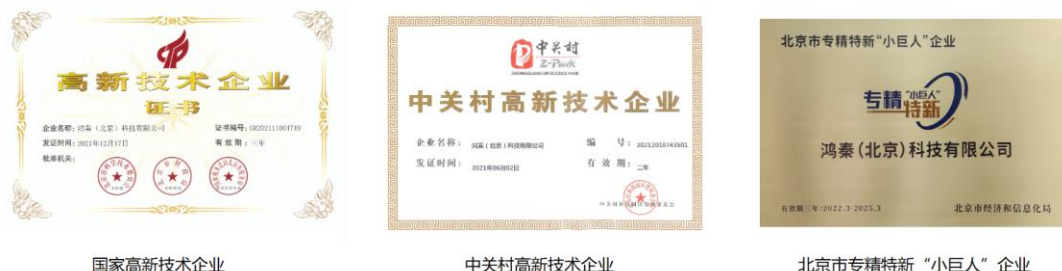 高新技术企业
证书
企业名称：鸿秦（北京）科技有限公司
证书编号：GR202111004749
发证时间：2021年12月17日
有效期：三年
批准机关：
国家高新技术企业
中关村
Z-Park
ZHONGGUANCUN SCIENCE PARK
中关村高新技术企业
企业名称：鸿秦（北京）科技有限公司
编 号：20212010743501
发证时间：2021年06月02日
有 效 期：二年
中关村高新技术企业
北京市专精特新“小巨人”企业
专精特新
“小巨人”
鸿秦（北京）科技有限公司
有效期三年：2022.3-2025.3
北京市经济和信息化局
北京市专精特新“小巨人”企业